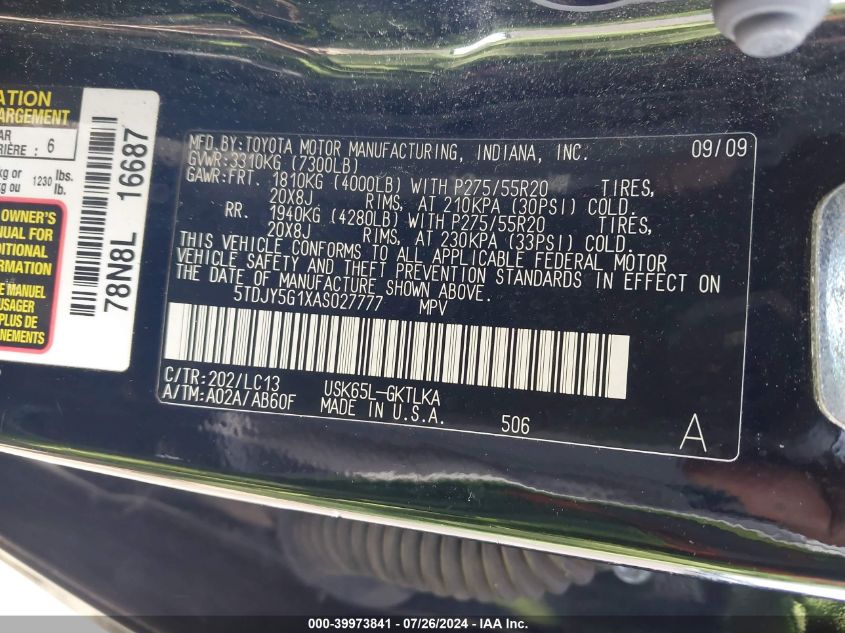 ATION
ARGEMENT
AR
RIÈRE : 6
kg or
kg ou
1230 lbs.
lb.
OWNER'S
MANUAL FOR
DITIONAL
FORMATION
LE MANUEL
USAGER
PLUS DE
NEMENTS
78N8L 16687
MFD. BY: TOYOTA MOTOR MANUFACTURING, INDIANA, INC. 09/09
GVWR: 3310KG (7300LB)
GAWR: FRT. 1810KG (4000LB) WITH P275/55R20 TIRES,
20X8J RIMS, AT 210KPA (30PSI) COLD.
RR. 1940KG (4280LB) WITH P275/55R20 TIRES,
20X8J RIMS, AT 230KPA (33PSI) COLD.
THIS VEHICLE CONFORMS TO ALL APPLICABLE FEDERAL MOTOR
VEHICLE SAFETY AND THEFT PREVENTION STANDARDS IN EFFECT ON
THE DATE OF MANUFACTURE SHOWN ABOVE.
5TDJY5G1XAS027777 MPV
C/TR: 202/LC13 USK65L-GKTLKA
A/TM: A02A/AB60F MADE IN U.S.A. 506 A
000-39973841 / 07/26/2024 - IAA Inc.